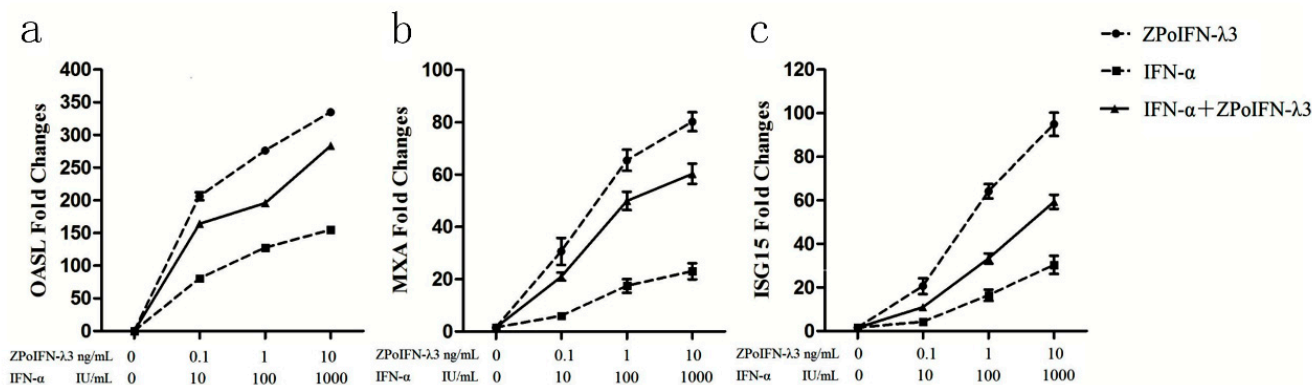 a
OASL Fold Changes
400
350
300
250
200
150
100
50
0
ZPoIFN-λ3 ng/mL 0 0.1 1 10
IFN-α IU/mL 0 10 100 1000
b
MXA Fold Changes
100
80
60
40
20
0
ZPoIFN-λ3 ng/mL 0 0.1 1 10
IFN-α IU/mL 0 10 100 1000
c
ISG15 Fold Changes
120
100
80
60
40
20
0
ZPoIFN-λ3 ng/mL 0 0.1 1 10
IFN-α IU/mL 0 10 100 1000
ZPoIFN-λ3
IFN-α
IFN-α+ZPoIFN-λ3